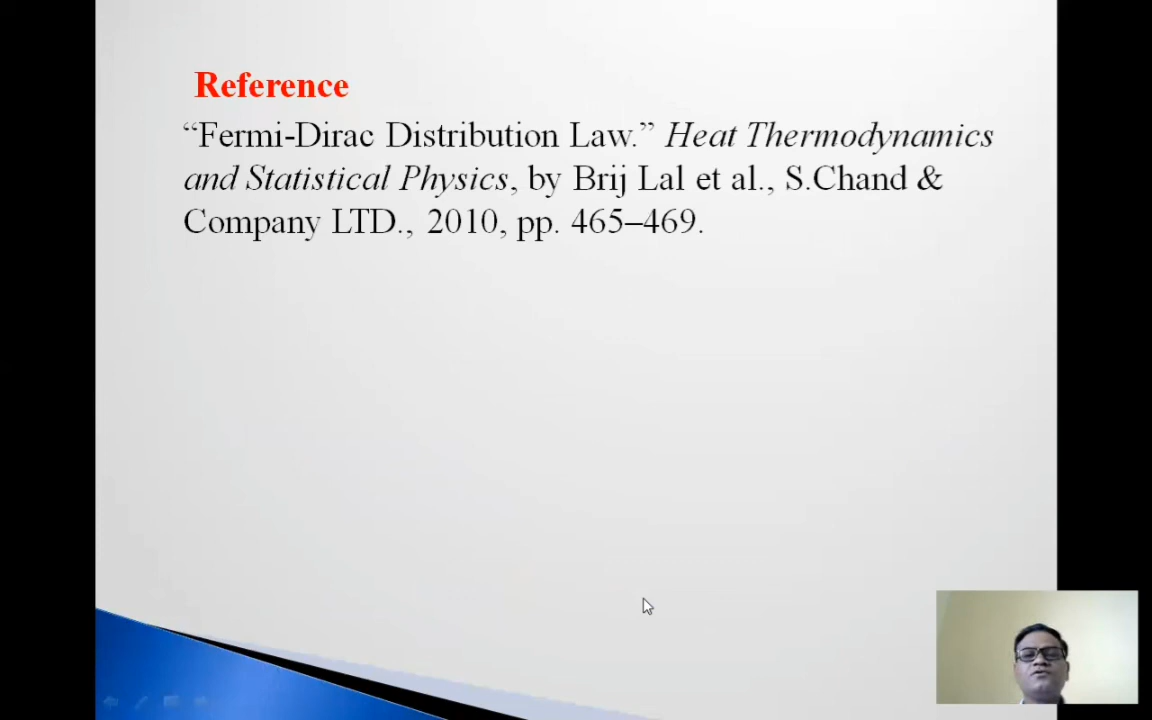 Reference
“Fermi-Dirac Distribution Law.” Heat Thermodynamics
and Statistical Physics, by Brij Lal et al., S.Chand &
Company LTD., 2010, pp. 465–469.